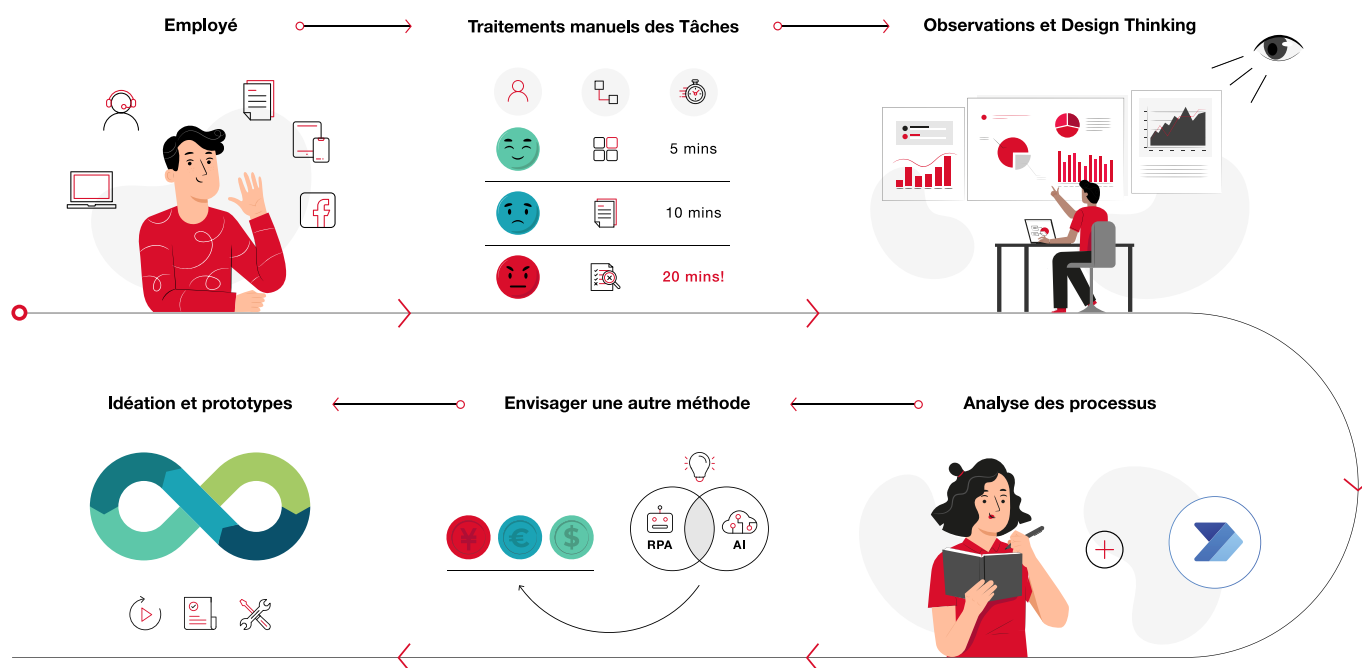 Employé
Traitements manuels des Tâches
Observations et Design Thinking
5 mins
10 mins
20 mins!
Idéation et prototypes
Envisager une autre méthode
Analyse des processus
RPA
AI
¥
€
$